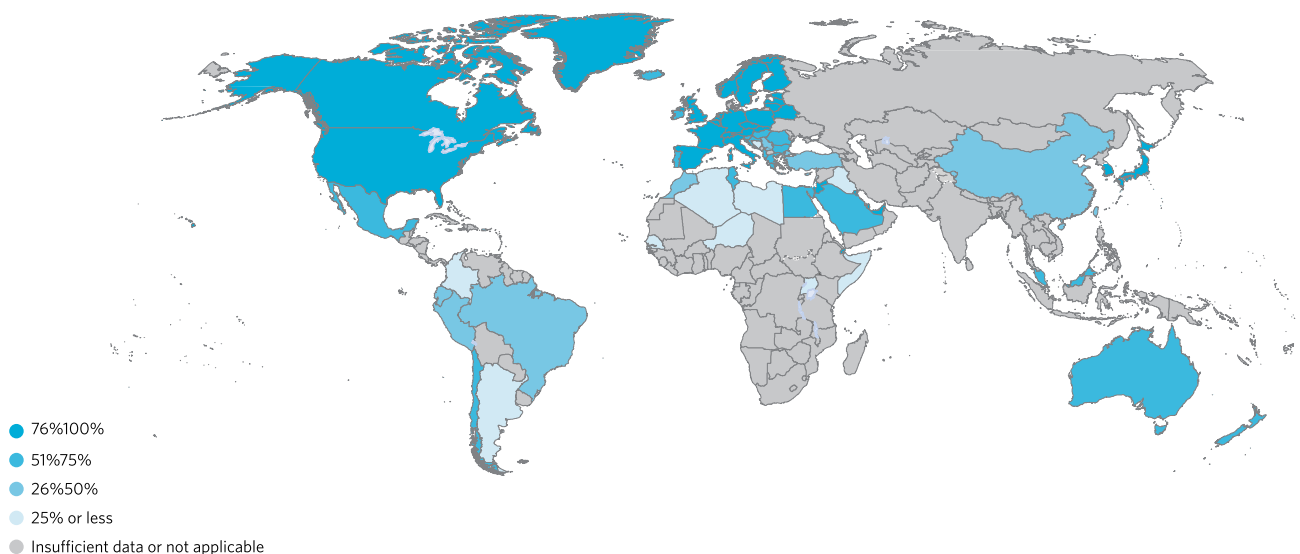 76%100%
51%75%
26%50%
25% or less
Insufficient data or not applicable